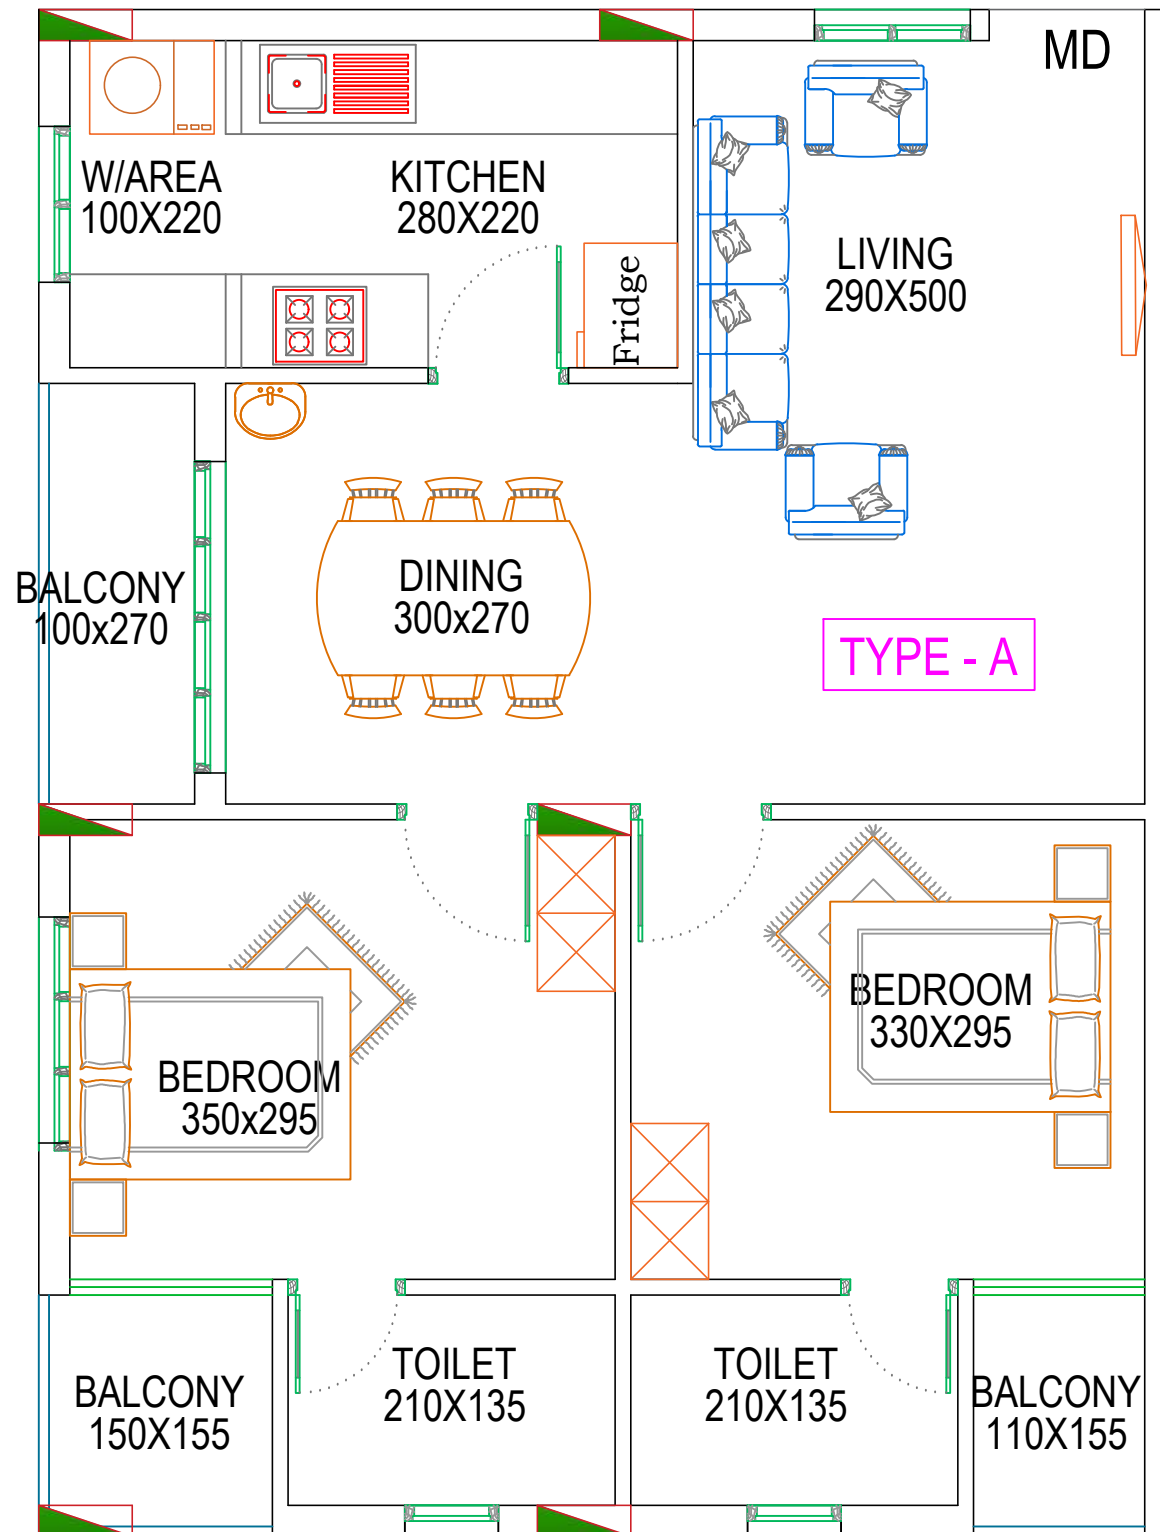 MD
W/AREA
100X220
KITCHEN
280X220
LIVING
290X500
Fridge
BALCONY
100x270
DINING
300x270
TYPE - A
BEDROOM
350x295
BEDROOM
330X295
BALCONY
150X155
TOILET
210X135
TOILET
210X135
BALCONY
110X155